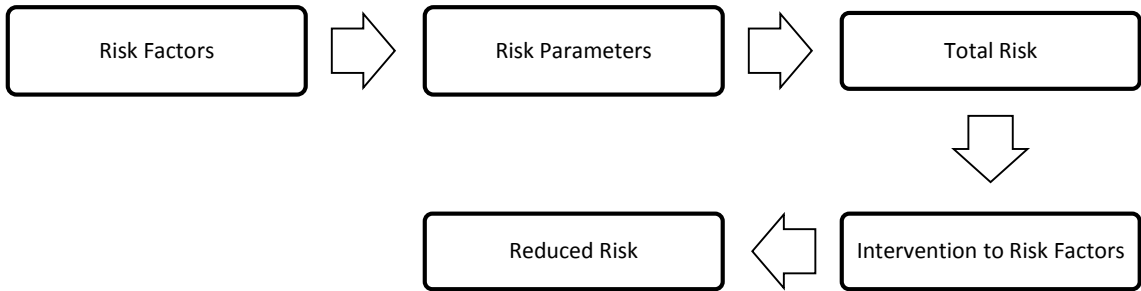 Risk Factors
Risk Parameters
Total Risk
Intervention to Risk Factors
Reduced Risk